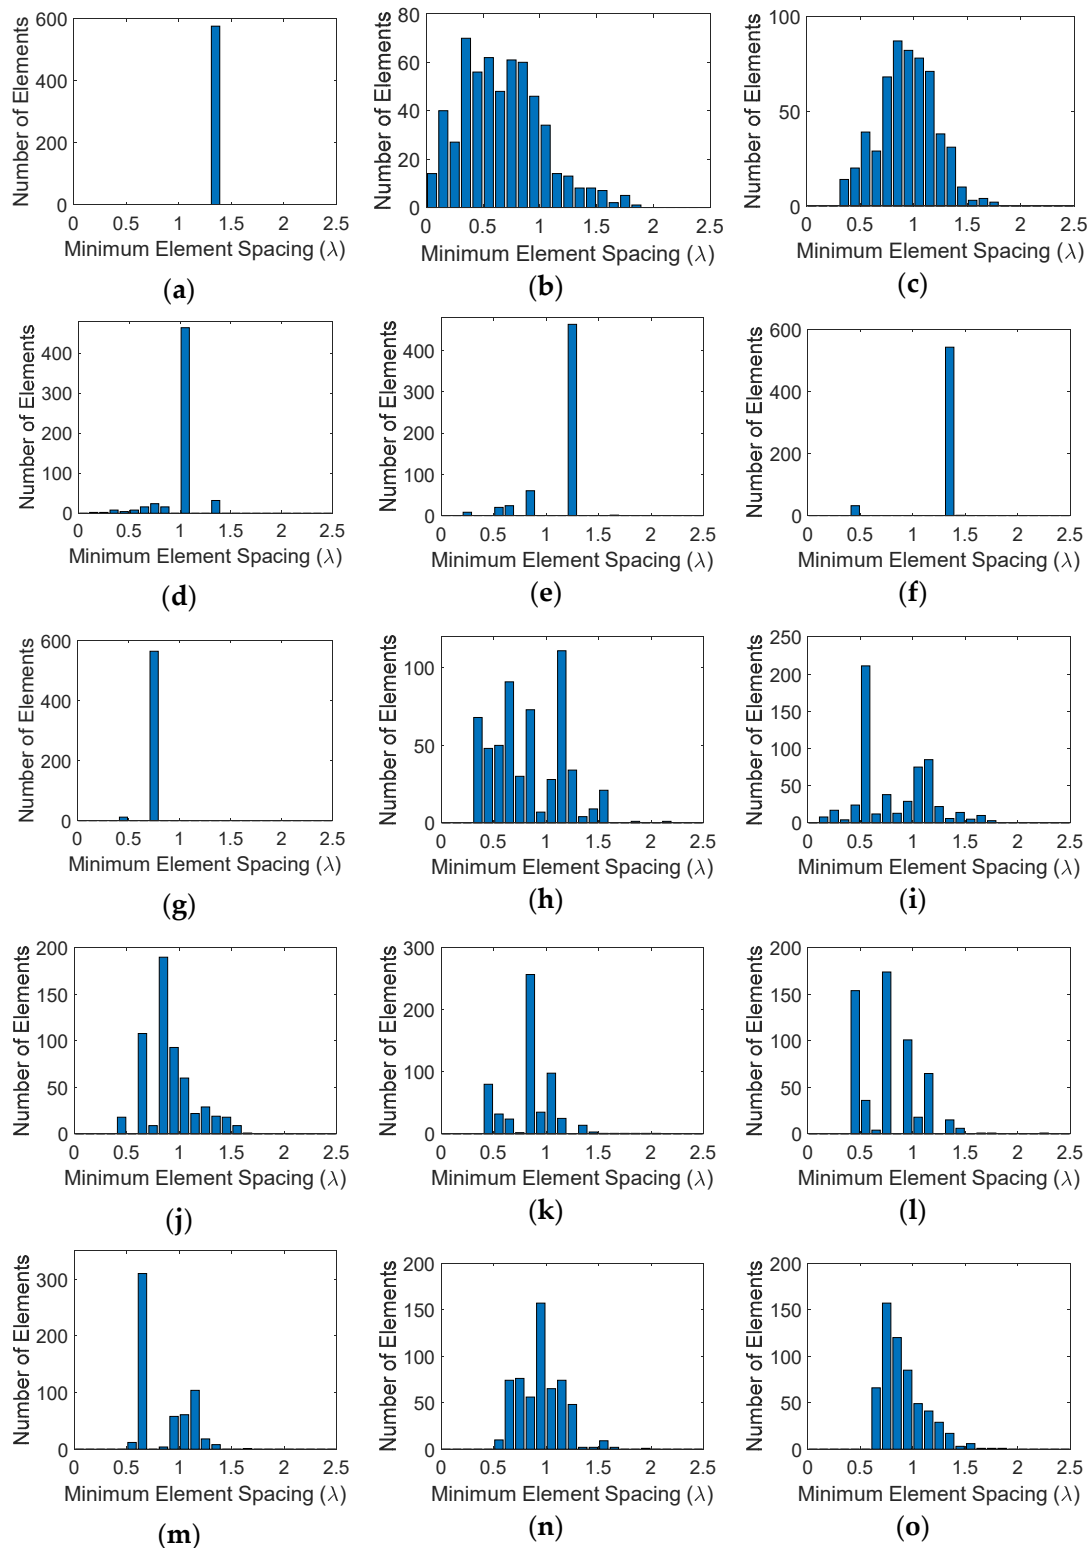 Number of Elements
600
400
200
0
0 0.5 1 1.5 2 2.5
Minimum Element Spacing (λ)
(a)
Number of Elements
80
60
40
20
0
0 0.5 1 1.5 2 2.5
Minimum Element Spacing (λ)
(b)
Number of Elements
100
50
0
0 0.5 1 1.5 2 2.5
Minimum Element Spacing (λ)
(c)
Number of Elements
400
300
200
100
0
0 0.5 1 1.5 2 2.5
Minimum Element Spacing (λ)
(d)
Number of Elements
400
300
200
100
0
0 0.5 1 1.5 2 2.5
Minimum Element Spacing (λ)
(e)
Number of Elements
600
400
200
0
0 0.5 1 1.5 2 2.5
Minimum Element Spacing (λ)
(f)
Number of Elements
600
400
200
0
0 0.5 1 1.5 2 2.5
Minimum Element Spacing (λ)
(g)
Number of Elements
100
50
0
0 0.5 1 1.5 2 2.5
Minimum Element Spacing (λ)
(h)
Number of Elements
250
200
150
100
50
0
0 0.5 1 1.5 2 2.5
Minimum Element Spacing (λ)
(i)
Number of Elements
200
150
100
50
0
0 0.5 1 1.5 2 2.5
Minimum Element Spacing (λ)
(j)
Number of Elements
300
200
100
0
0 0.5 1 1.5 2 2.5
Minimum Element Spacing (λ)
(k)
Number of Elements
200
150
100
50
0
0 0.5 1 1.5 2 2.5
Minimum Element Spacing (λ)
(l)
Number of Elements
300
200
100
0
0 0.5 1 1.5 2 2.5
Minimum Element Spacing (λ)
(m)
Number of Elements
200
150
100
50
0
0 0.5 1 1.5 2 2.5
Minimum Element Spacing (λ)
(n)
Number of Elements
200
150
100
50
0
0 0.5 1 1.5 2 2.5
Minimum Element Spacing (λ)
(o)